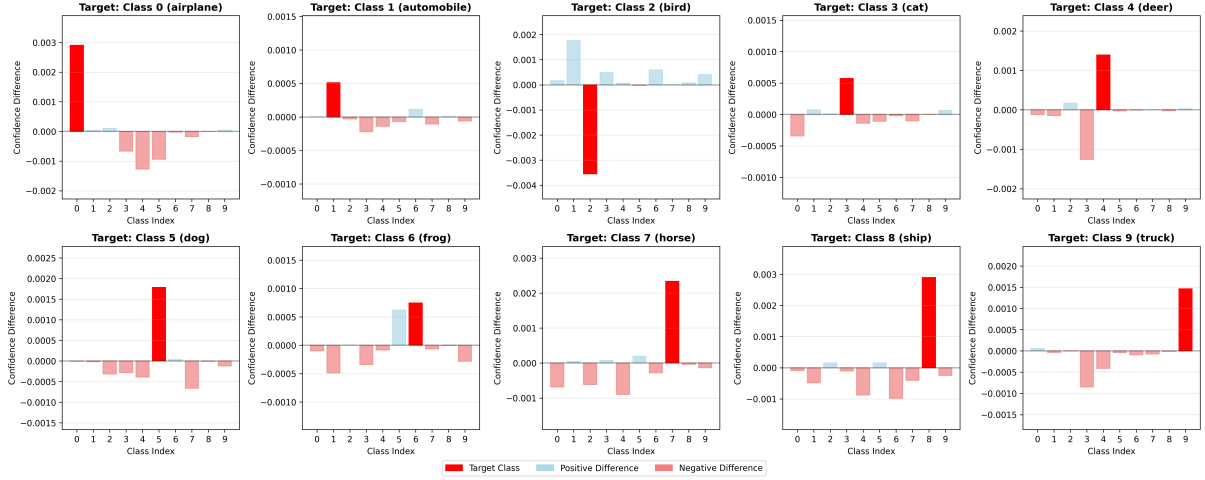 Target: Class 0 (airplane)
Confidence Difference
0.003
0.002
0.001
0.000
−0.001
−0.002
0 1 2 3 4 5 6 7 8 9
Class Index
Target: Class 1 (automobile)
Confidence Difference
0.0015
0.0010
0.0005
0.0000
−0.0005
−0.0010
0 1 2 3 4 5 6 7 8 9
Class Index
Target: Class 2 (bird)
Confidence Difference
0.003
0.002
0.001
0.000
−0.001
−0.002
−0.003
−0.004
0 1 2 3 4 5 6 7 8 9
Class Index
Target: Class 3 (cat)
Confidence Difference
0.0015
0.0010
0.0005
0.0000
−0.0005
−0.0010
0 1 2 3 4 5 6 7 8 9
Class Index
Target: Class 4 (deer)
Confidence Difference
0.002
0.001
0.000
−0.001
−0.002
0 1 2 3 4 5 6 7 8 9
Class Index
Target: Class 5 (dog)
Confidence Difference
0.0025
0.0020
0.0015
0.0010
0.0005
0.0000
−0.0005
−0.0010
−0.0015
0 1 2 3 4 5 6 7 8 9
Class Index
Target: Class 6 (frog)
Confidence Difference
0.0015
0.0010
0.0005
0.0000
−0.0005
−0.0010
0 1 2 3 4 5 6 7 8 9
Class Index
Target: Class 7 (horse)
Confidence Difference
0.003
0.002
0.001
0.000
−0.001
0 1 2 3 4 5 6 7 8 9
Class Index
Target: Class 8 (ship)
Confidence Difference
0.003
0.002
0.001
0.000
−0.001
0 1 2 3 4 5 6 7 8 9
Class Index
Target: Class 9 (truck)
Confidence Difference
0.0020
0.0015
0.0010
0.0005
0.0000
−0.0005
−0.0010
−0.0015
0 1 2 3 4 5 6 7 8 9
Class Index
Target Class
Positive Difference
Negative Difference